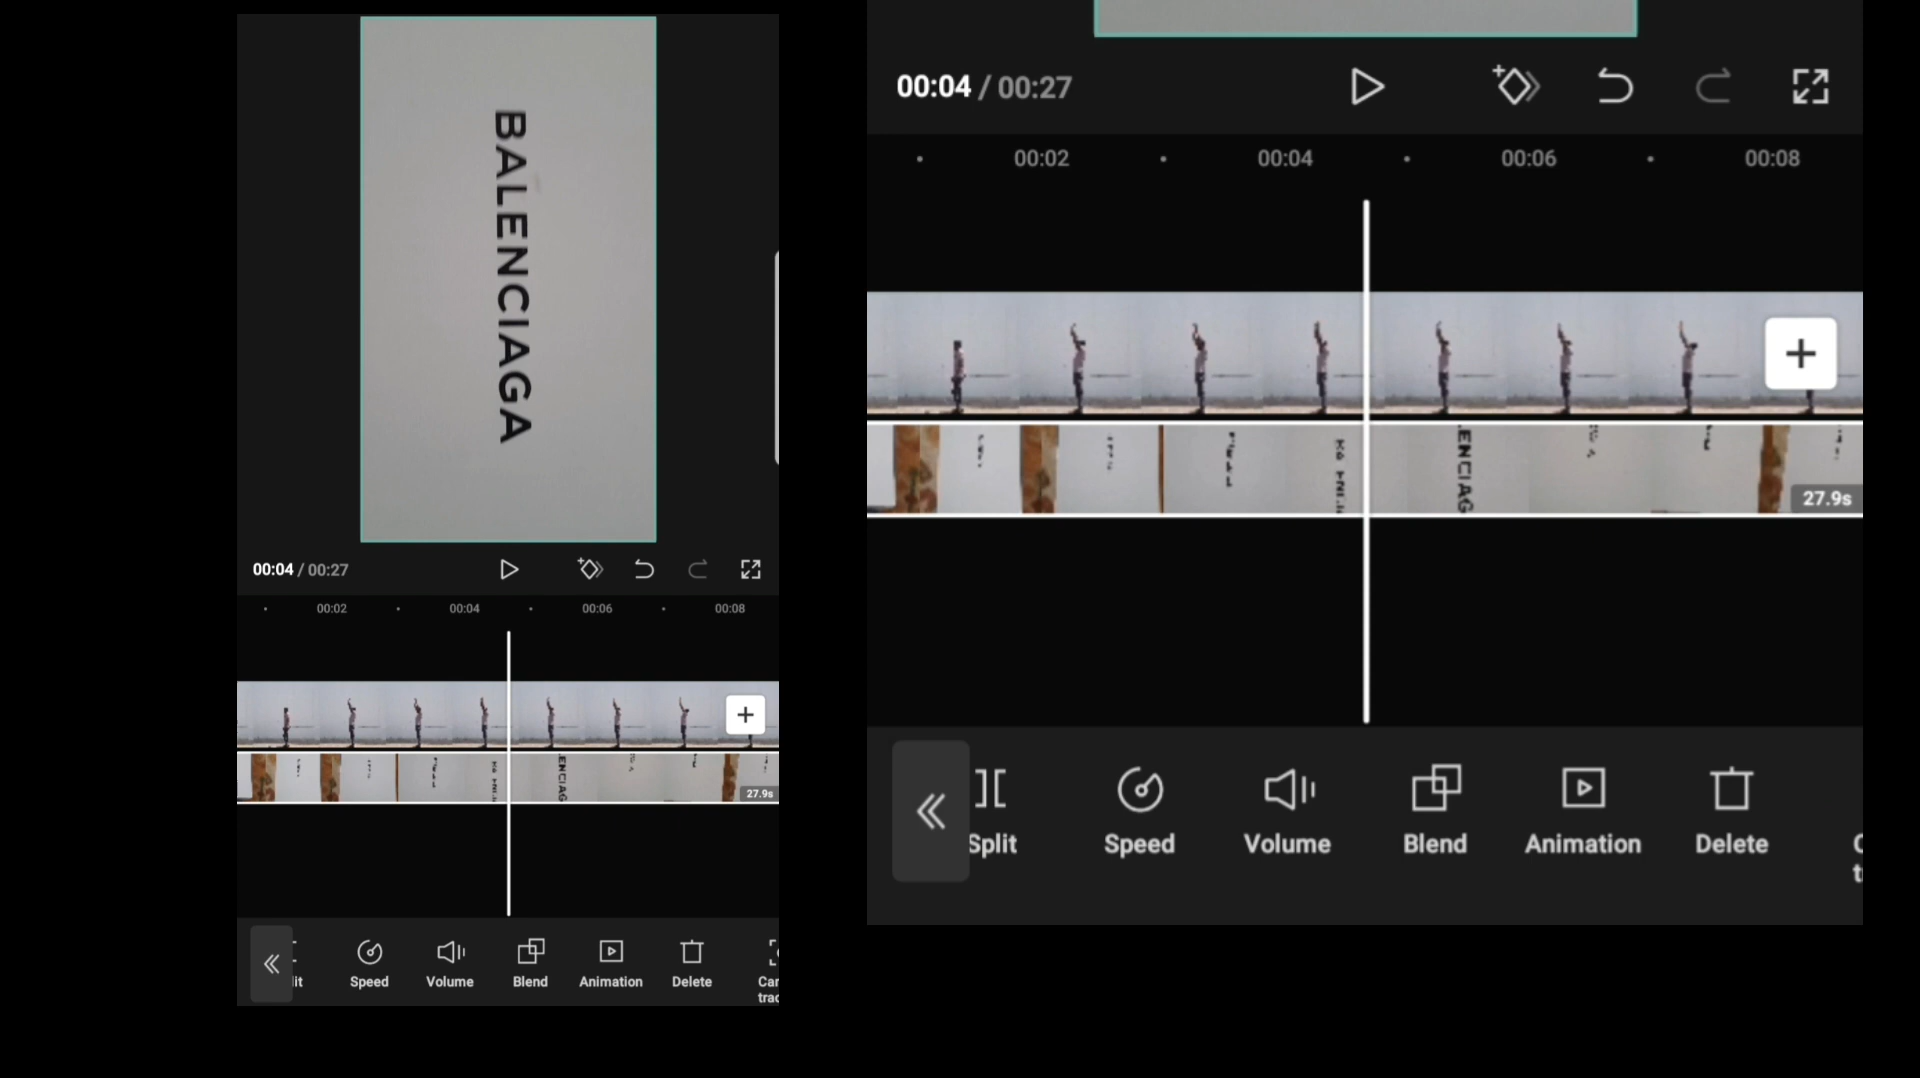 BALENCIAGA
00:04 / 00:27
00:02 00:04 00:06 00:08
ENCIAG
27.9s
Speed Volume Blend Animation Delete
00:04 / 00:27
00:02 00:04 00:06 00:08
ENCIAG
27.9s
Split Speed Volume Blend Animation Delete